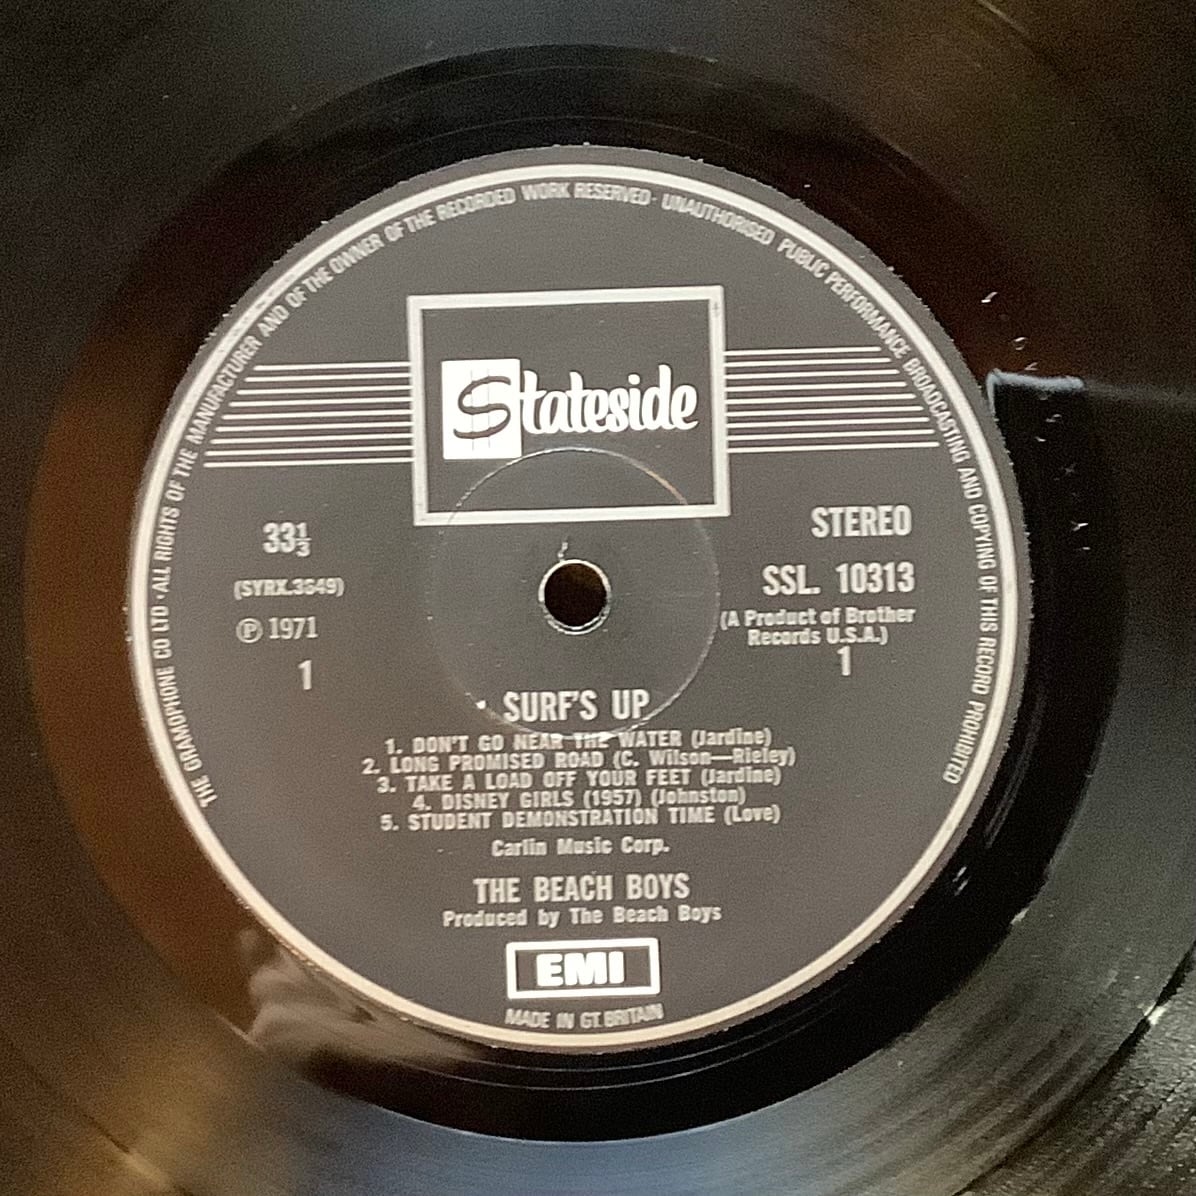 THE GRAMOPHONE CO LTD · ALL RIGHTS OF THE MANUFACTURER AND OF THE OWNER OF THE RECORDED WORK RESERVED · UNAUTHORISED PUBLIC PERFORMANCE BROADCASTING AND COPYING OF THIS RECORD PROHIBITED
Stateside
33⅓
(SYRX.3649)
℗ 1971
1
STEREO
SSL. 10313
(A Product of Brother
Records U.S.A.)
1
SURF'S UP
1. DON'T GO NEAR THE WATER (Jardine)
2. LONG PROMISED ROAD (C. Wilson—Rieley)
3. TAKE A LOAD OFF YOUR FEET (Jardine)
4. DISNEY GIRLS (1957) (Johnston)
5. STUDENT DEMONSTRATION TIME (Love)
Carlin Music Corp.
THE BEACH BOYS
Produced by The Beach Boys
EMI
MADE IN GT. BRITAIN